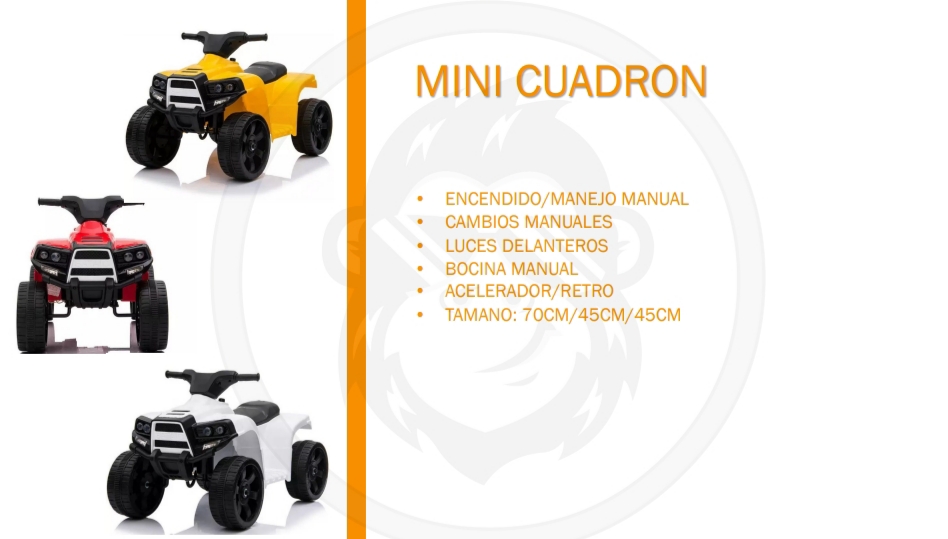 MINI CUADRON
• ENCENDIDO/MANEJO MANUAL
• CAMBIOS MANUALES
• LUCES DELANTEROS
• BOCINA MANUAL
• ACELERADOR/RETRO
• TAMANO: 70CM/45CM/45CM